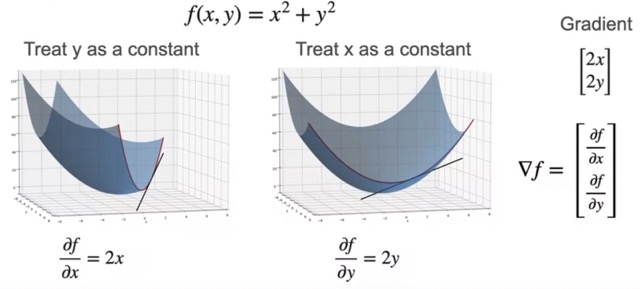 f(x, y) = x² + y²
Treat y as a constant
Treat x as a constant
Gradient
[2x
2y]
∇f = [∂f/∂x
∂f/∂y]
∂f/∂x = 2x
∂f/∂y = 2y